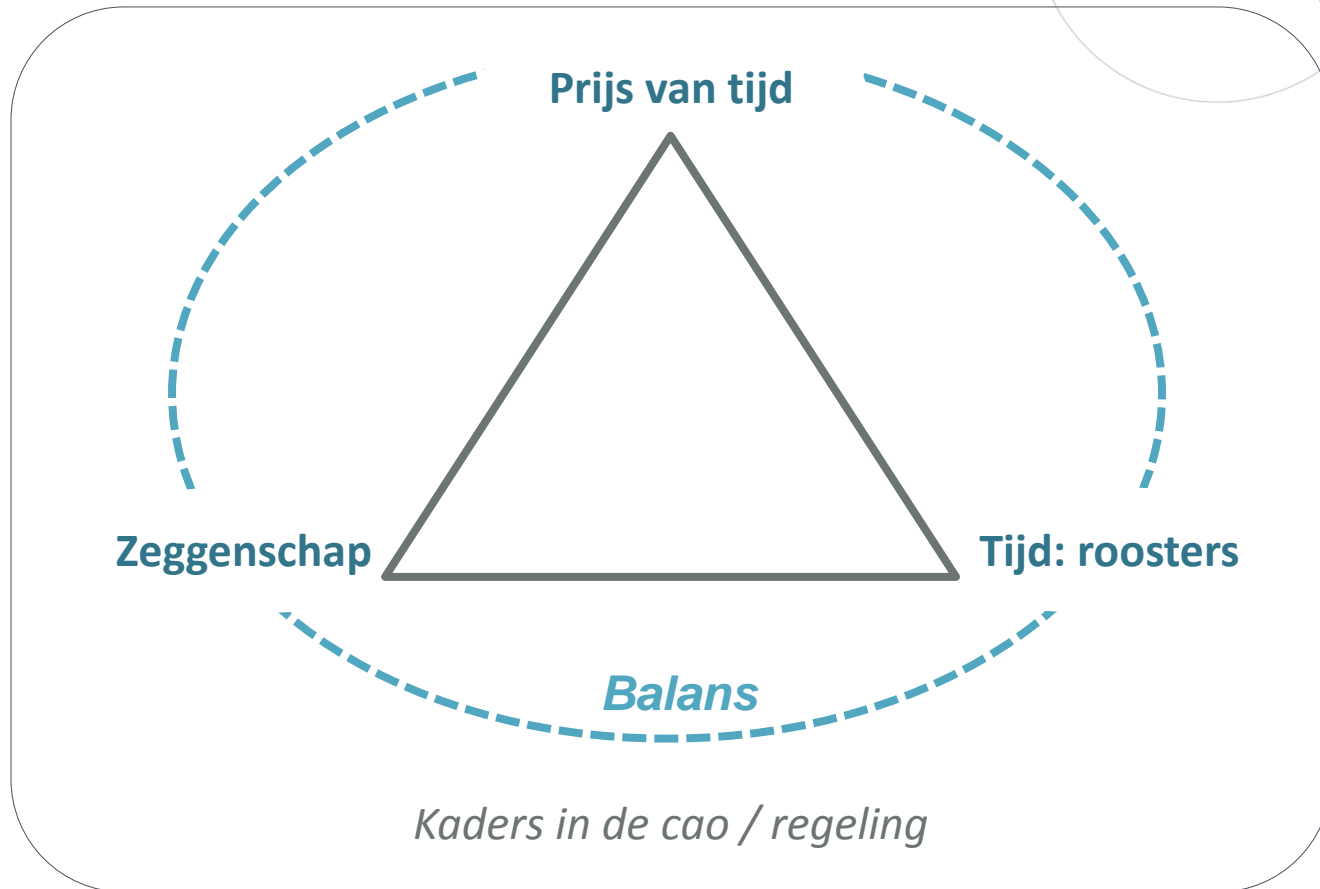 Prijs van tijd
Zeggenschap
Tijd: roosters
Balans
Kaders in de cao / regeling